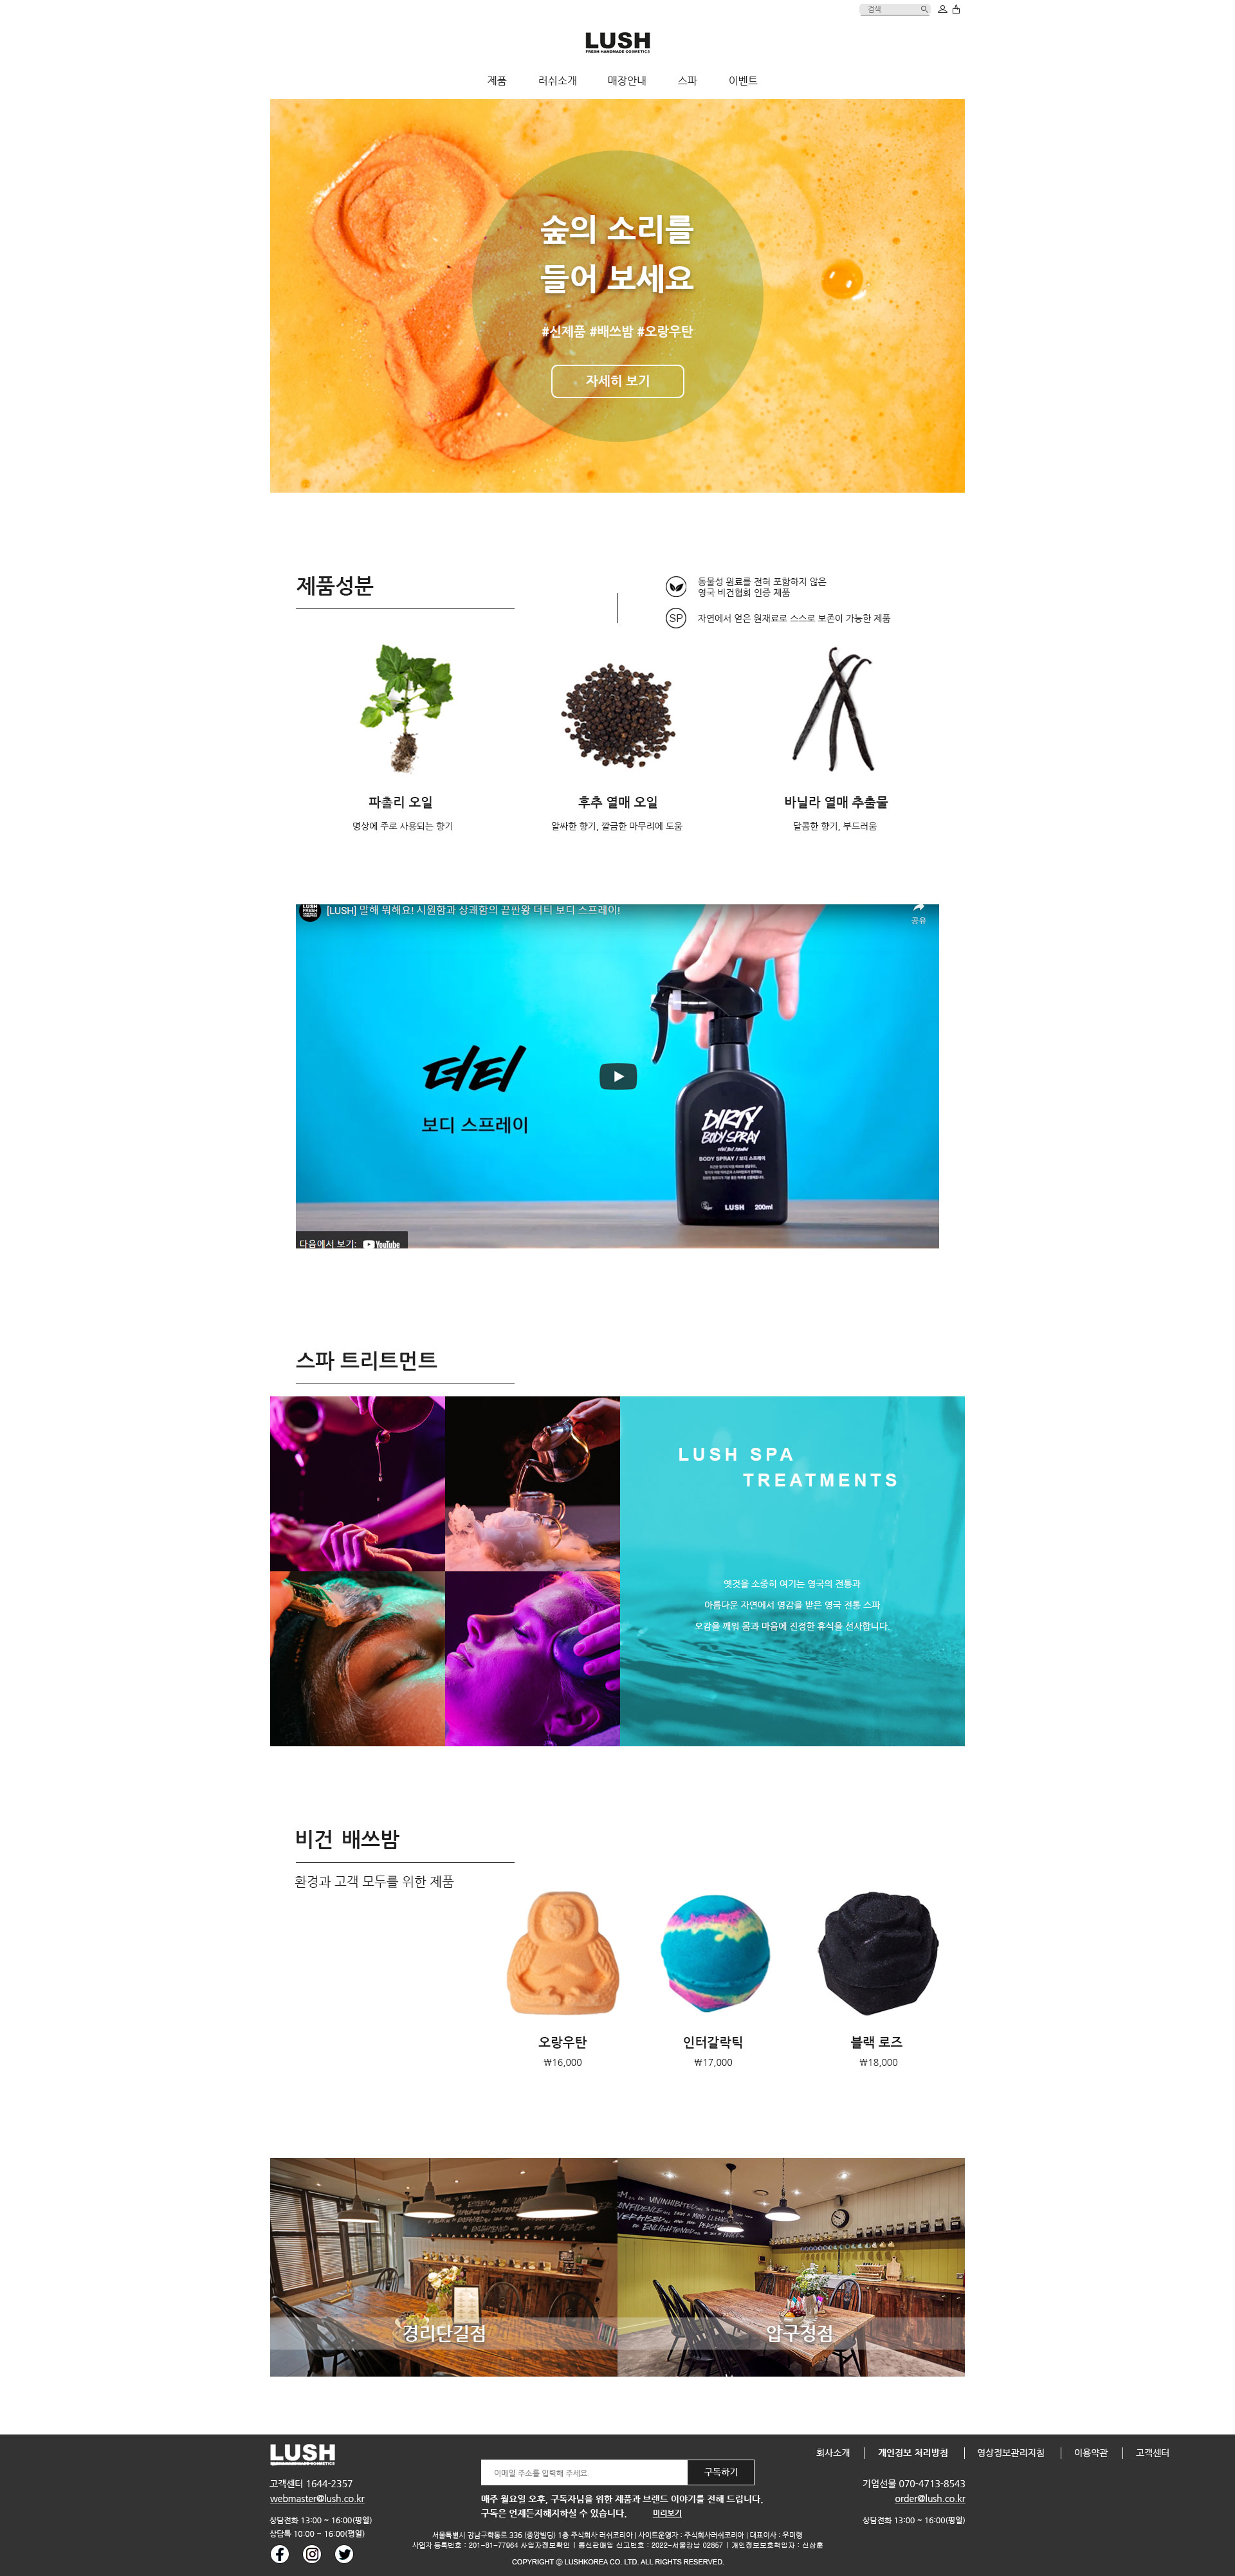 검색
LUSH
FRESH HANDMADE COSMETICS
제품 러쉬소개 매장안내 스파 이벤트
숲의 소리를
들어 보세요
#신제품 #배쓰밤 #오랑우탄
자세히 보기
제품성분
동물성 원료를 전혀 포함하지 않은
영국 비건협회 인증 제품
SP 자연에서 얻은 원재료로 스스로 보존이 가능한 제품
파촐리 오일
명상에 주로 사용되는 향기
후추 열매 오일
알싸한 향기, 깔끔한 마무리에 도움
바닐라 열매 추출물
달콤한 향기, 부드러움
[LUSH] 말해 뭐해요! 시원함과 상쾌함의 끝판왕 더티 보디 스프레이!
공유
더티
보디 스프레이
DIRTY
BODY SPRAY
BODY SPRAY / 보디 스프레이
LUSH 200ml
다음에서 보기: YouTube
스파 트리트먼트
LUSH SPA
TREATMENTS
옛것을 소중히 여기는 영국의 전통과
아름다운 자연에서 영감을 받은 영국 전통 스파
오감을 깨워 몸과 마음에 진정한 휴식을 선사합니다
비건 배쓰밤
환경과 고객 모두를 위한 제품
오랑우탄
₩16,000
인터갈락틱
₩17,000
블랙 로즈
₩18,000
경리단길점
압구정점
LUSH
회사소개 개인정보 처리방침 영상정보관리지침 이용약관 고객센터
고객센터 1644-2357
webmaster@lush.co.kr
상담전화 13:00 ~ 16:00(평일)
상담톡 10:00 ~ 16:00(평일)
이메일 주소를 입력해 주세요. 구독하기
매주 월요일 오후, 구독자님을 위한 제품과 브랜드 이야기를 전해 드립니다.
구독은 언제든지해지하실 수 있습니다. 미리보기
기업선물 070-4713-8543
order@lush.co.kr
상담전화 13:00 ~ 16:00(평일)
서울특별시 강남구학동로 336 (중앙빌딩) 1층 주식회사 러쉬코리아 | 사이트운영자 : 주식회사러쉬코리아 | 대표이사 : 우미령
사업자 등록번호 : 201-81-77964 사업자정보확인 | 통신판매업 신고번호 : 2022-서울강남 02857 | 개인정보보호책임자 : 신상훈
COPYRIGHT ⓒ LUSHKOREA CO. LTD. ALL RIGHTS RESERVED.